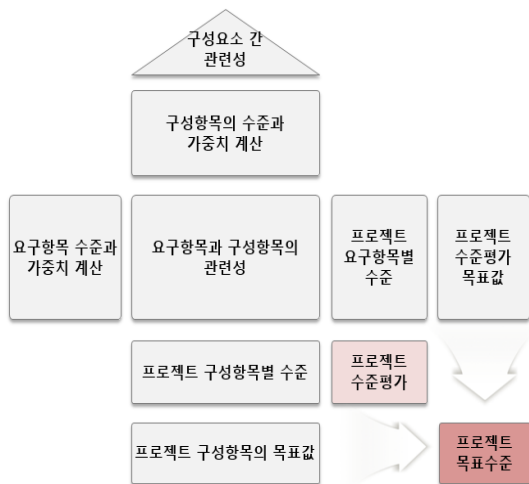 구성요소 간
관련성
구성항목의 수준과
가중치 계산
요구항목 수준과
가중치 계산
요구항목과 구성항목의
관련성
프로젝트
요구항목별
수준
프로젝트
수준평가
목표값
프로젝트 구성항목별 수준
프로젝트
수준평가
프로젝트 구성항목의 목표값
프로젝트
목표수준